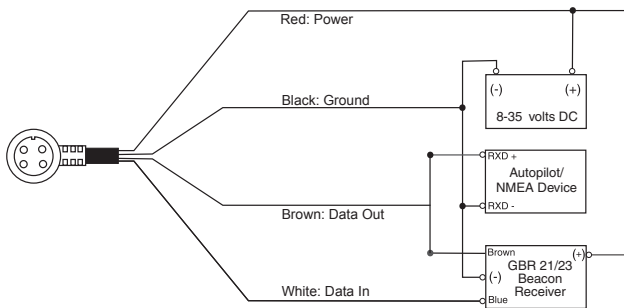 Red: Power
Black: Ground
Brown: Data Out
White: Data In
(-) (+)
8-35 volts DC
RXD +
Autopilot/
NMEA Device
RXD -
Brown (+)
GBR 21/23
Beacon
(-)
Receiver
Blue